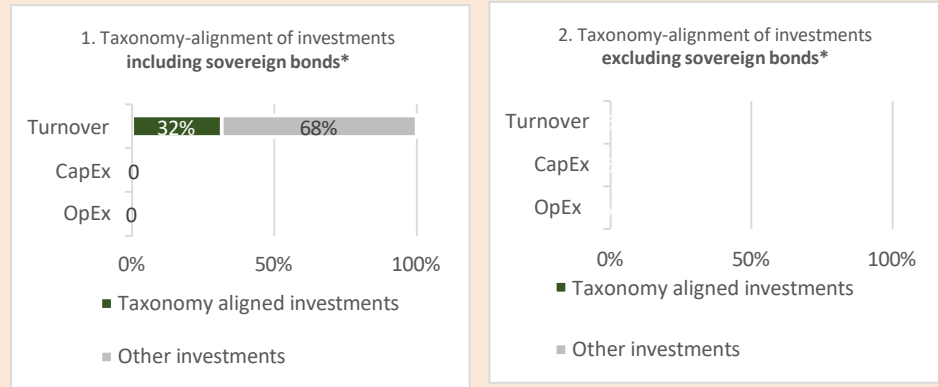 1. Taxonomy-alignment of investments
including sovereign bonds*
Turnover
32%
68%
CapEx
0
OpEx
0
0%
50%
100%
Taxonomy aligned investments
Other investments
2. Taxonomy-alignment of investments
excluding sovereign bonds*
Turnover
CapEx
OpEx
0%
50%
100%
Taxonomy aligned investments
Other investments